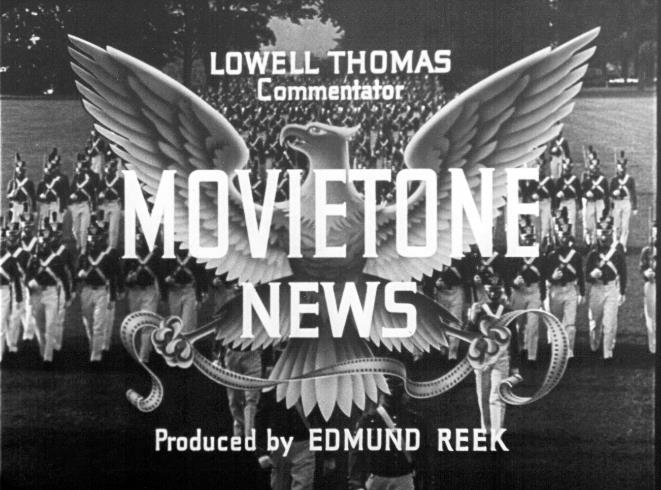 LOWELL THOMAS
Commentator
MOVIETONE
NEWS
Produced by EDMUND REEK